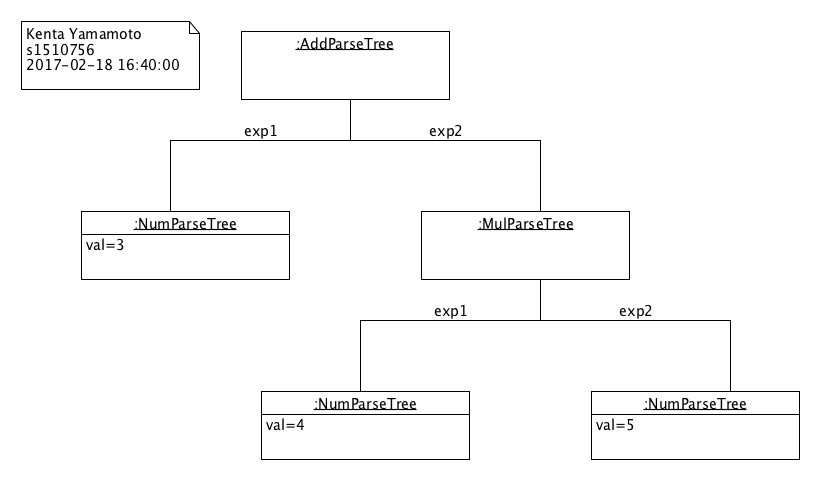 Kenta Yamamoto
s1510756
2017-02-18 16:40:00
:AddParseTree
exp1
exp2
:NumParseTree
val=3
:MulParseTree
exp1
exp2
:NumParseTree
val=4
:NumParseTree
val=5